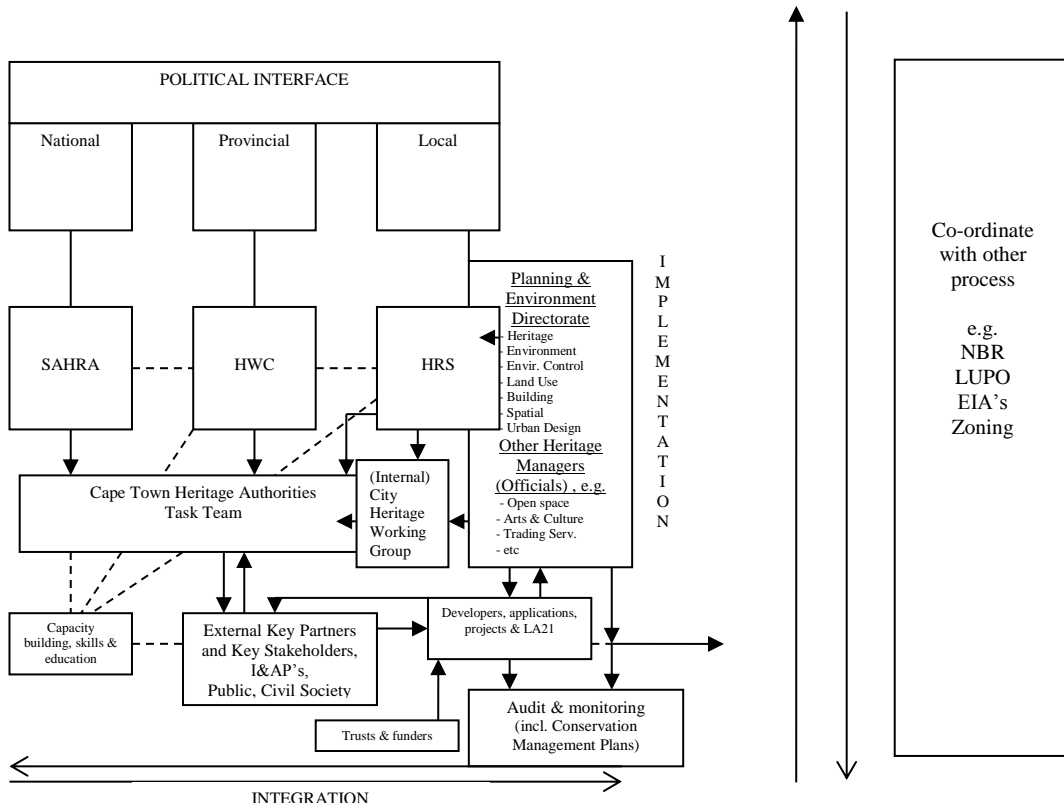 POLITICAL INTERFACE
National
Provincial
Local
SAHRA
HWC
HRS
Planning &
Environment
Directorate
- Heritage
- Environment
- Envir. Control
- Land Use
- Building
- Spatial
- Urban Design
Other Heritage
Managers
(Officials) , e.g.
- Open space
- Arts & Culture
- Trading Serv.
- etc
IMPLEMENTATION
Co-ordinate
with other
process
e.g.
NBR
LUPO
EIA's
Zoning
Cape Town Heritage Authorities
Task Team
(Internal)
City
Heritage
Working
Group
Capacity
building, skills &
education
External Key Partners
and Key Stakeholders,
I&AP's,
Public, Civil Society
Developers, applications,
projects & LA21
Trusts & funders
Audit & monitoring
(incl. Conservation
Management Plans)
INTEGRATION